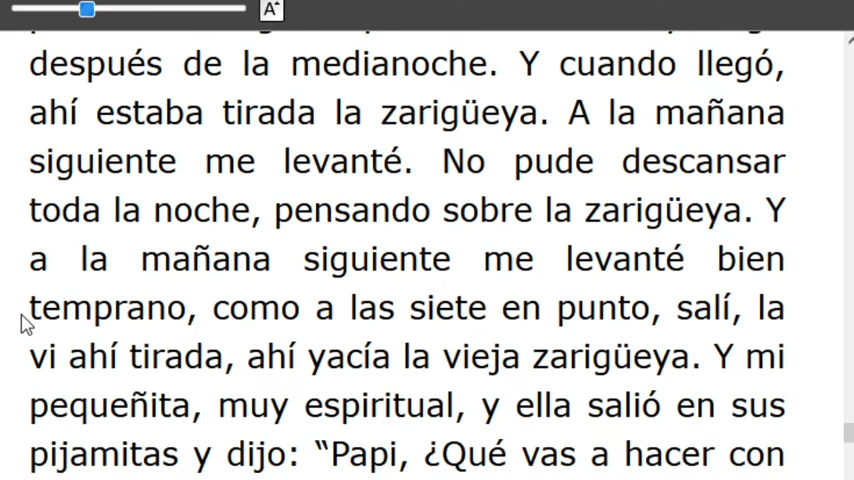 A
después de la medianoche. Y cuando llegó,
ahí estaba tirada la zarigüeya. A la mañana
siguiente me levanté. No pude descansar
toda la noche, pensando sobre la zarigüeya. Y
a la mañana siguiente me levanté bien
temprano, como a las siete en punto, salí, la
vi ahí tirada, ahí yacía la vieja zarigüeya. Y mi
pequeñita, muy espiritual, y ella salió en sus
pijamitas y dijo: “Papi, ¿Qué vas a hacer con